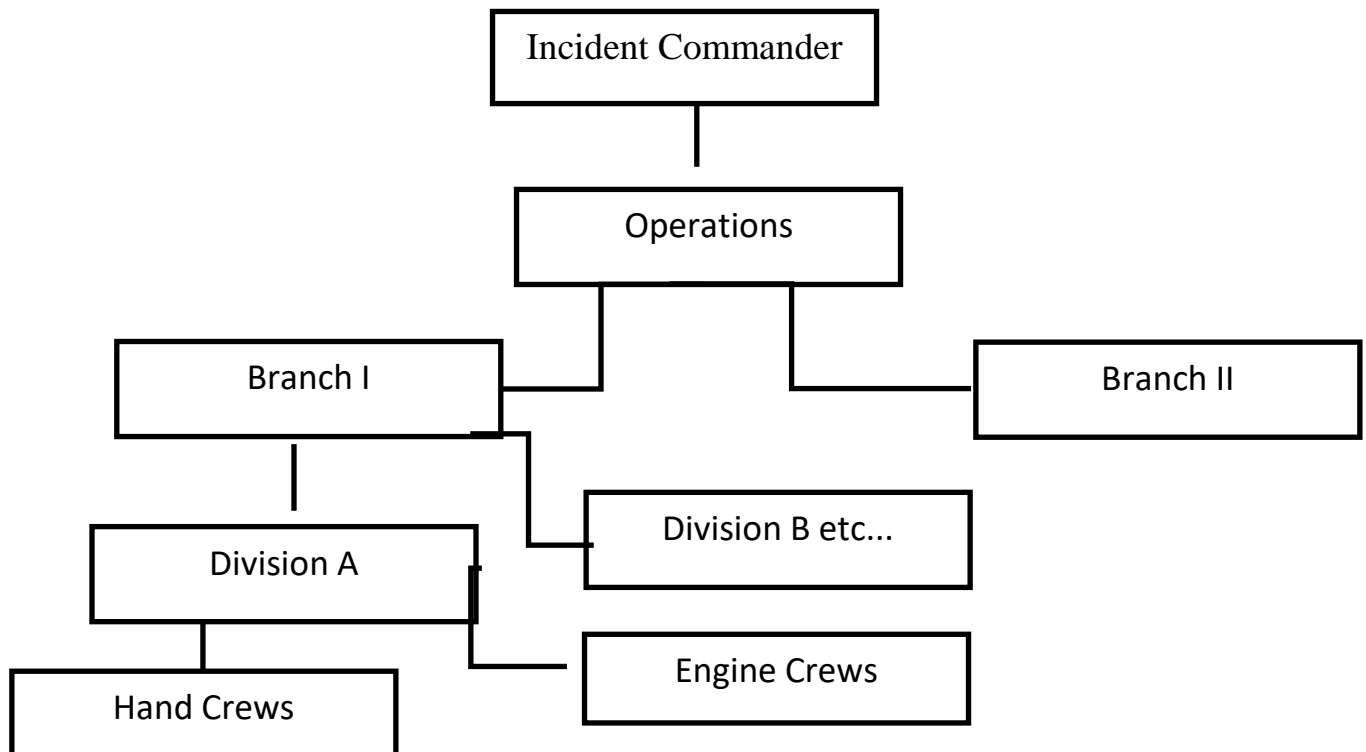 Incident Commander
Operations
Branch I
Branch II
Division B etc...
Division A
Engine Crews
Hand Crews